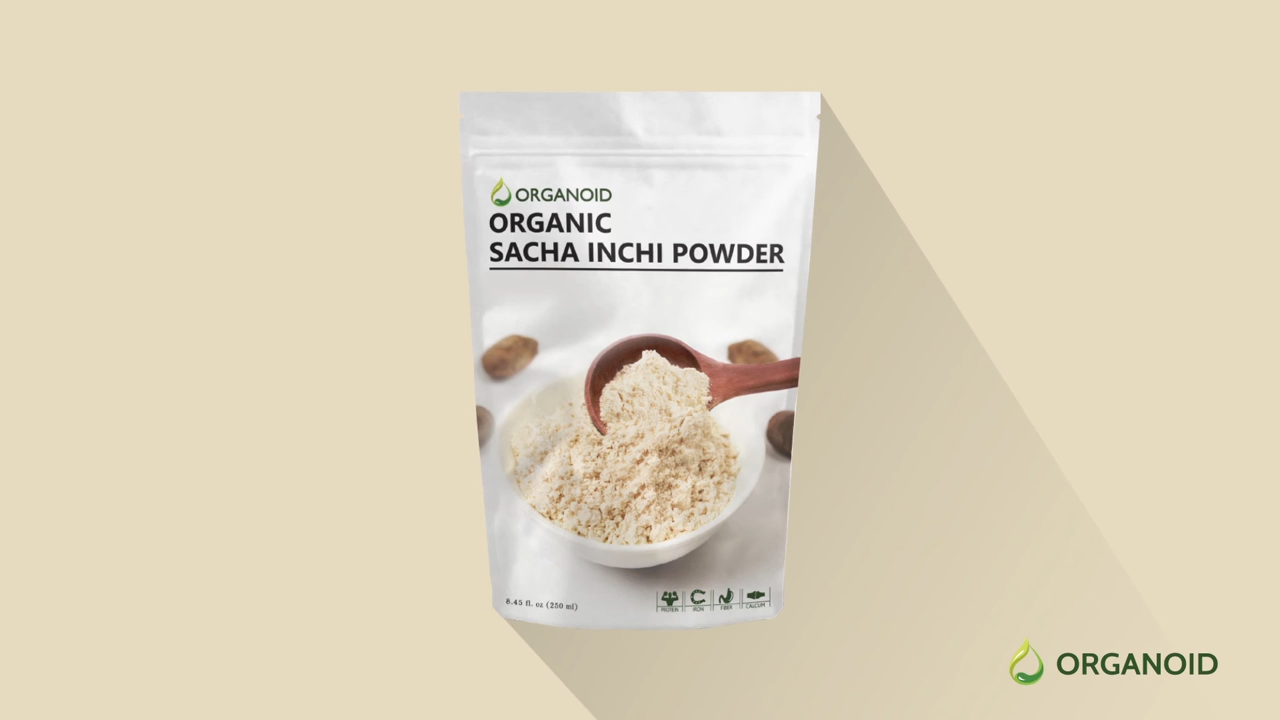 ORGANOID
ORGANIC
SACHA INCHI POWDER
8.45 fl. oz (250 ml)
PROTEIN IRON FIBER CALCIUM
ORGANOID